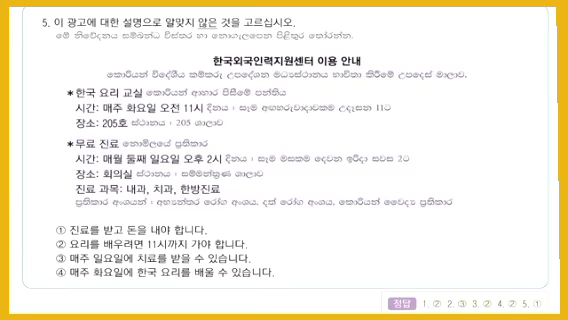 5. 이 광고에 대한 설명으로 알맞지 않은 것을 고르십시오.
මේ නිවේදනය සම්බන්ධ විස්තර හා නොගැලපෙන පිළිතුර තෝරන්න.
한국외국인력지원센터 이용 안내
කොරියන් විදේශීය කම්කරු උපදේශන මධ්‍යස්ථානය භාවිතා කිරීමේ උපදෙස් මාලාව.
∗한국 요리 교실 කොරියන් ආහාර පිසීමේ පන්තිය
시간: 매주 화요일 오전 11시 දිනය : සෑම අඟහරුවාදාවකම උදෑසන 11ට
장소: 205호 ස්ථානය : 205 ශාලාව
∗무료 진료 නොමිලයේ ප්‍රතිකාර
시간: 매월 둘째 일요일 오후 2시 දිනය : සෑම මසකම දෙවන ඉරිදා සවස 2ට
장소: 회의실 ස්ථානය : සම්මන්ත්‍රණ ශාලාව
진료 과목: 내과, 치과, 한방진료
ප්‍රතිකාර අංශයන් : අභ්‍යන්තර රෝග අංශය, දත් රෝග අංශය, කොරියන් වෛද්‍ය ප්‍රතිකාර
① 진료를 받고 돈을 내야 합니다.
② 요리를 배우려면 11시까지 가야 합니다.
③ 매주 일요일에 치료를 받을 수 있습니다.
④ 매주 화요일에 한국 요리를 배울 수 있습니다.
정답 1. ② 2. ③ 3. ② 4. ② 5. ①